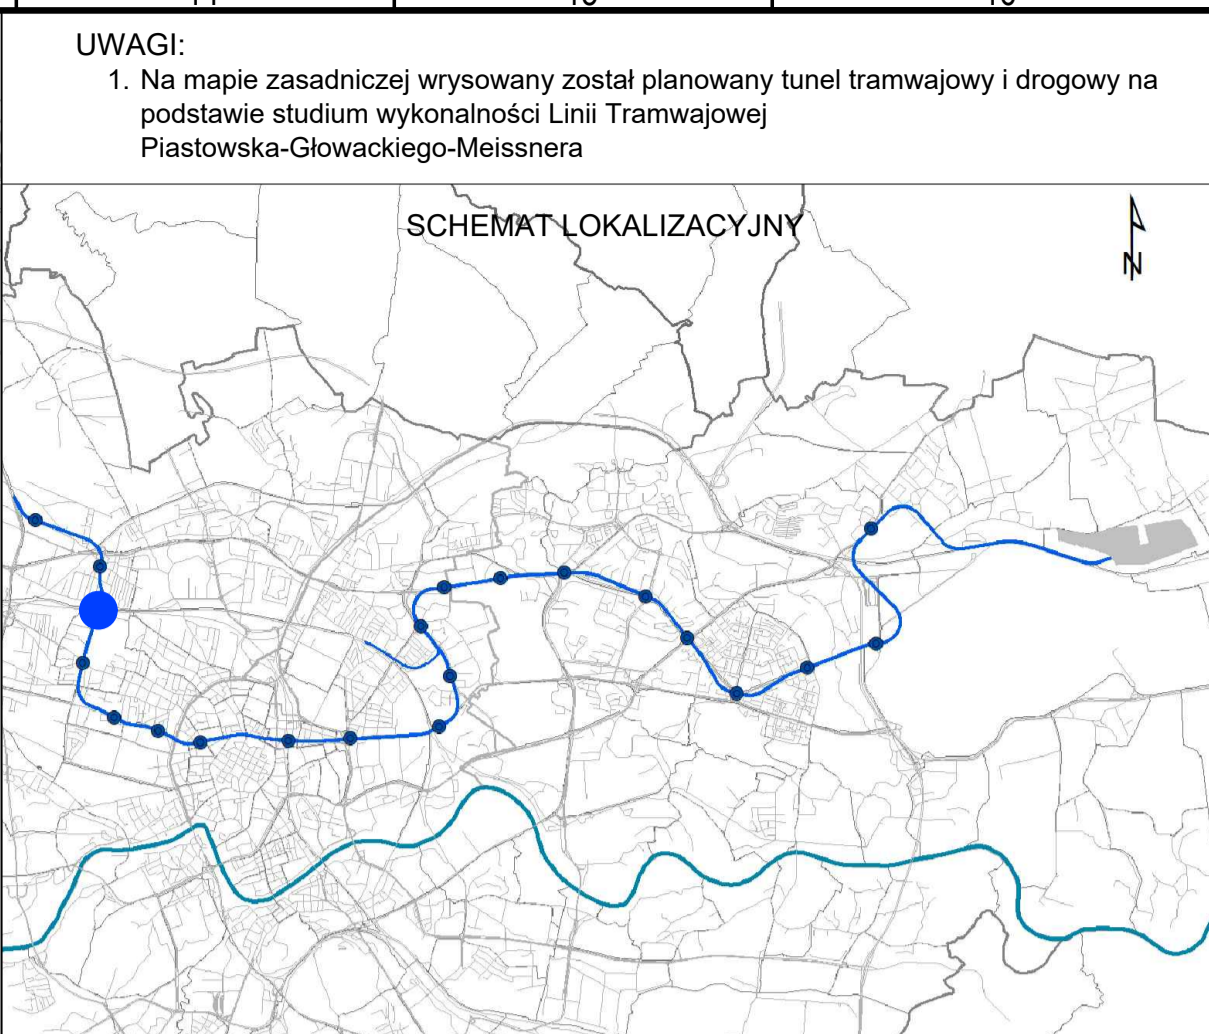 UWAGI:
1. Na mapie zasadniczej wrysowany został planowany tunel tramwajowy i drogowy na
podstawie studium wykonalności Linii Tramwajowej
Piastowska-Głowackiego-Meissnera
SCHEMAT LOKALIZACYJNY
N